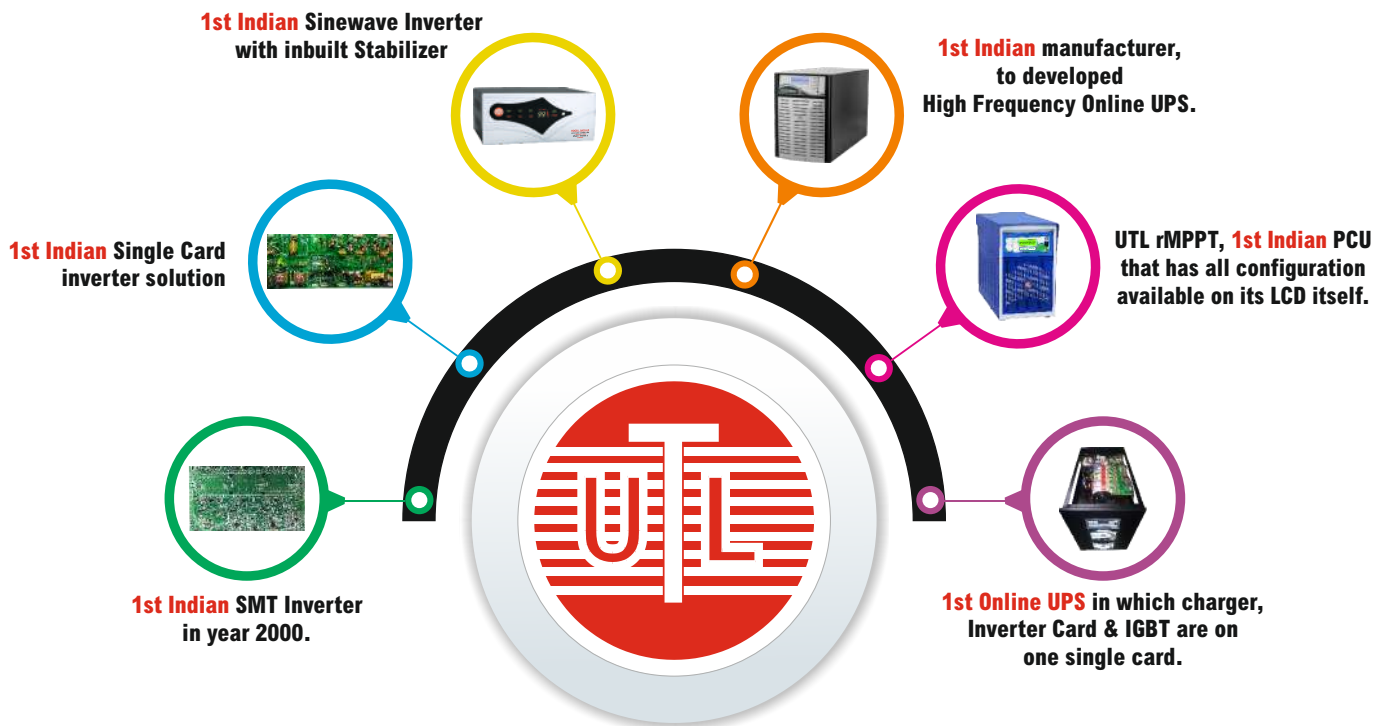 1st Indian Sinewave Inverter
with inbuilt Stabilizer
1st Indian manufacturer,
to developed
High Frequency Online UPS.
1st Indian Single Card
inverter solution
UTL rMPPT, 1st Indian PCU
that has all configuration
available on its LCD itself.
UTL
1st Indian SMT Inverter
in year 2000.
1st Online UPS in which charger,
Inverter Card & IGBT are on
one single card.